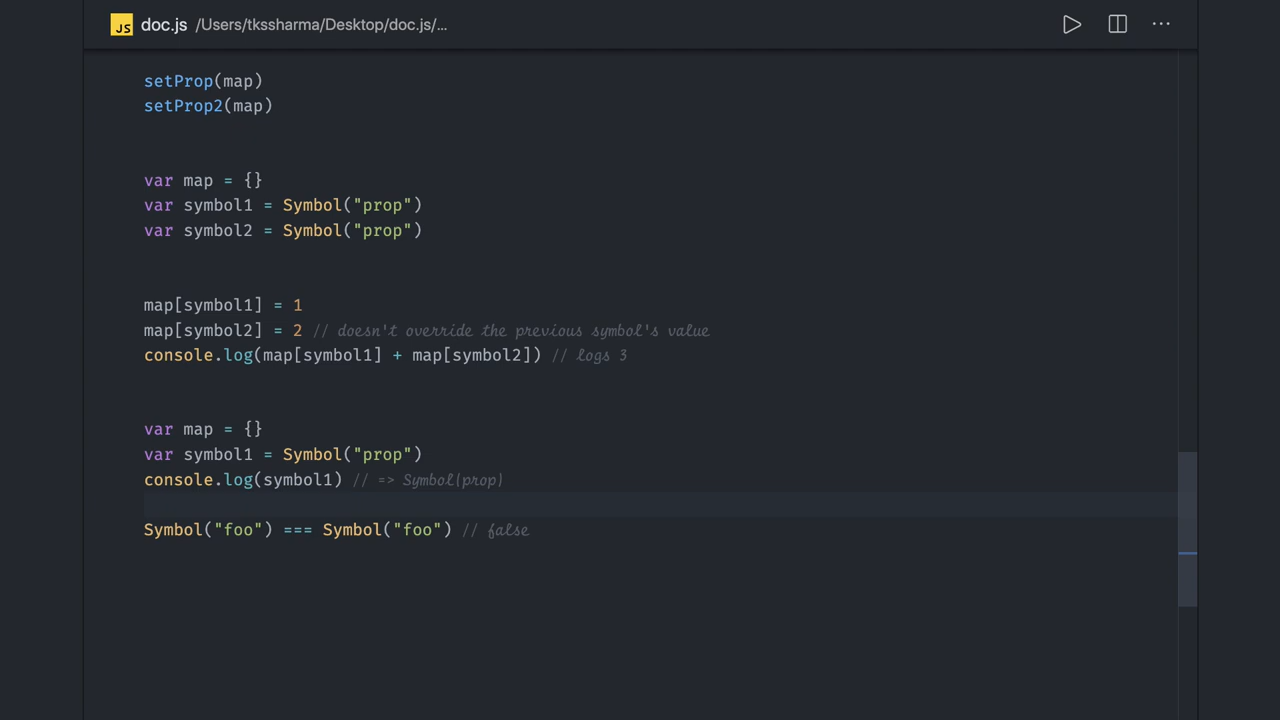 JS doc.js /Users/tkssharma/Desktop/doc.js/...
setProp(map)
setProp2(map)
var map = {}
var symbol1 = Symbol("prop")
var symbol2 = Symbol("prop")
map[symbol1] = 1
map[symbol2] = 2 // doesn't override the previous symbol's value
console.log(map[symbol1] + map[symbol2]) // logs 3
var map = {}
var symbol1 = Symbol("prop")
console.log(symbol1) // => Symbol(prop)
Symbol("foo") === Symbol("foo") // false